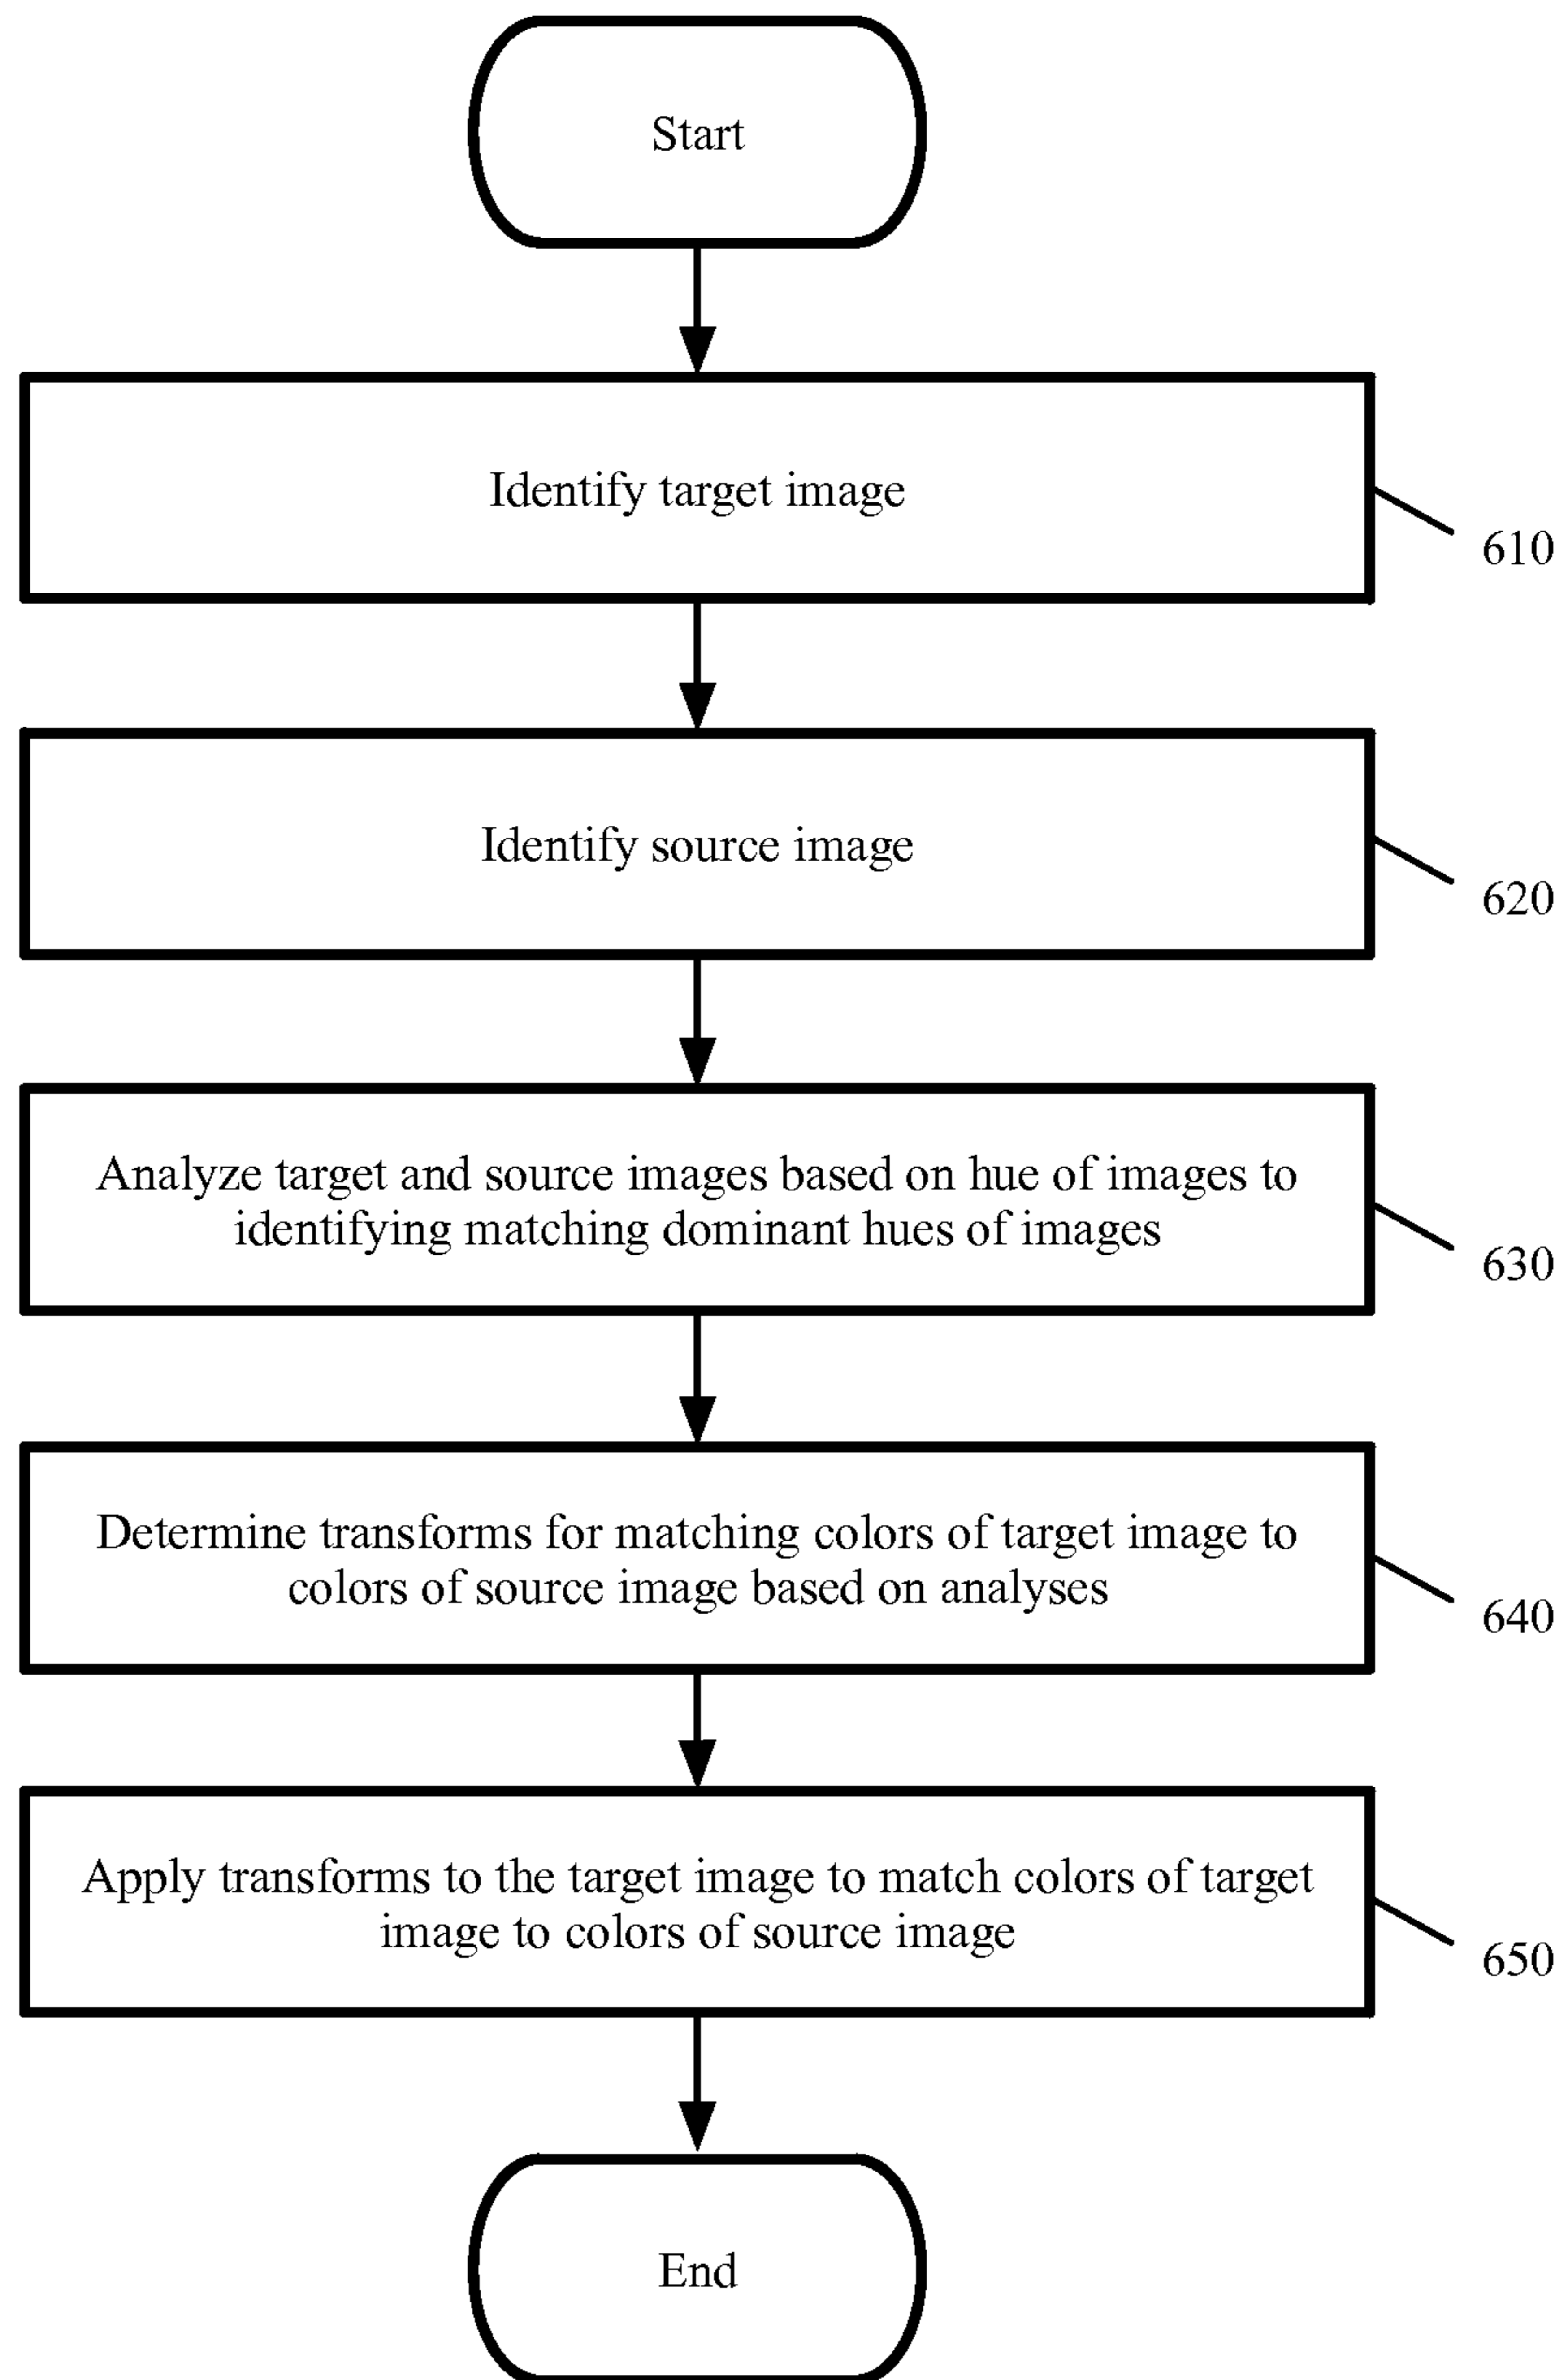 Start
Identify target image
610
Identify source image
620
Analyze target and source images based on hue of images to
identifying matching dominant hues of images
630
Determine transforms for matching colors of target image to
colors of source image based on analyses
640
Apply transforms to the target image to match colors of target
image to colors of source image
650
End